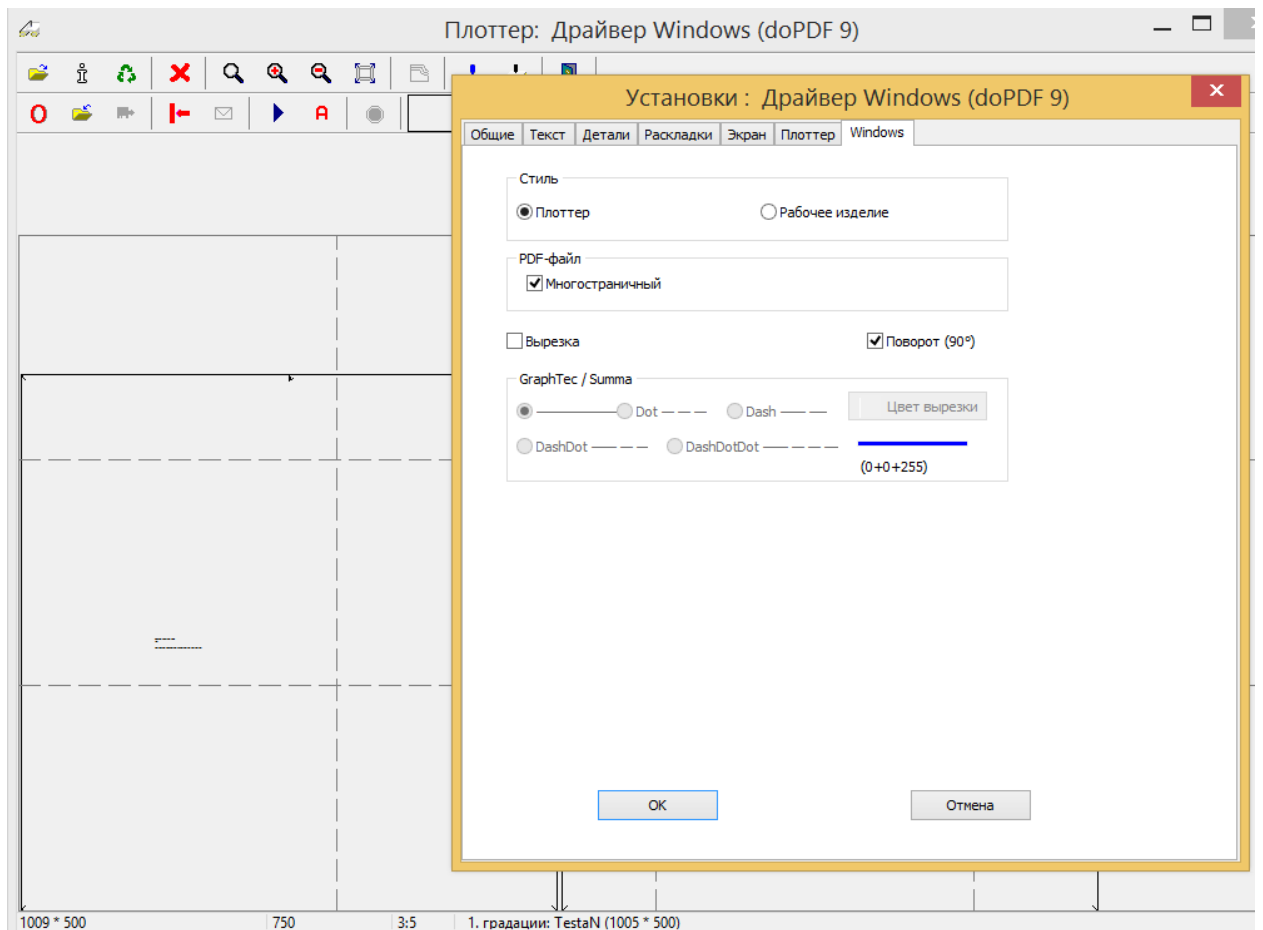 Плоттер: Драйвер Windows (doPDF 9)
Установки : Драйвер Windows (doPDF 9)
Общие Текст Детали Раскладки Экран Плоттер Windows
Стиль
Плоттер Рабочее изделие
PDF-файл
Многостраничный
Вырезка Поворот (90°)
GraphTec / Summa
Dot Dash Цвет вырезки
DashDot DashDotDot
(0+0+255)
OK Отмена
1009 * 500 750 3:5 1. градации: TestaN (1005 * 500)